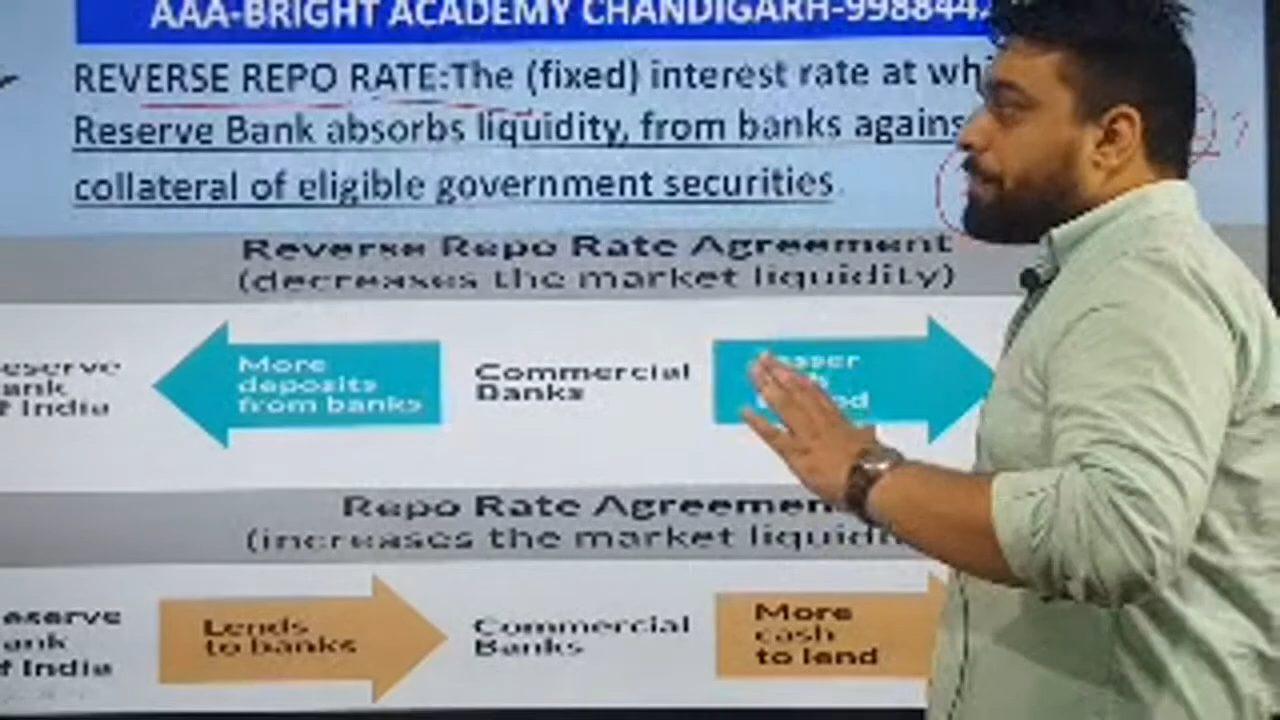 AAA-BRIGHT ACADEMY CHANDIGARH-9988442
REVERSE REPO RATE:The (fixed) interest rate at whi
Reserve Bank absorbs liquidity, from banks agains
collateral of eligible government securities.
Reverse Repo Rate Agreement
(decreases the market liquidity)
eserve
ank
f India
More
deposits
from banks
Commercial
Banks
esser
Repo Rate Agreemen
(increases the market liquidi
eserve
ank
f India
Lends
to banks
Commercial
Banks
More
cash
to lend